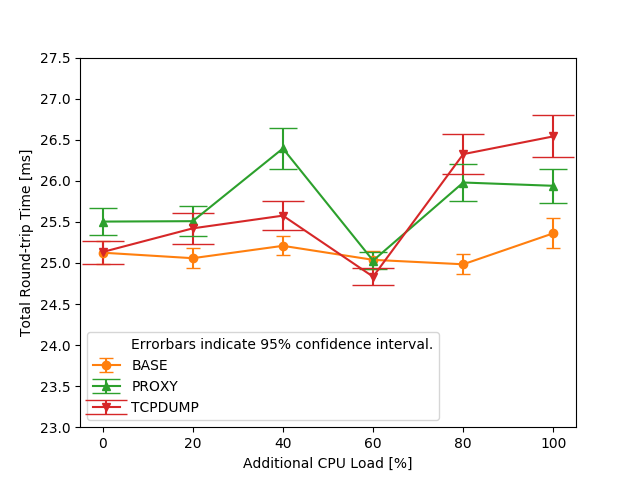 27.5
27.0
26.5
26.0
25.5
25.0
24.5
24.0
23.5
23.0
Total Round-trip Time [ms]
Errorbars indicate 95% confidence interval.
BASE
PROXY
TCPDUMP
0 20 40 60 80 100
Additional CPU Load [%]